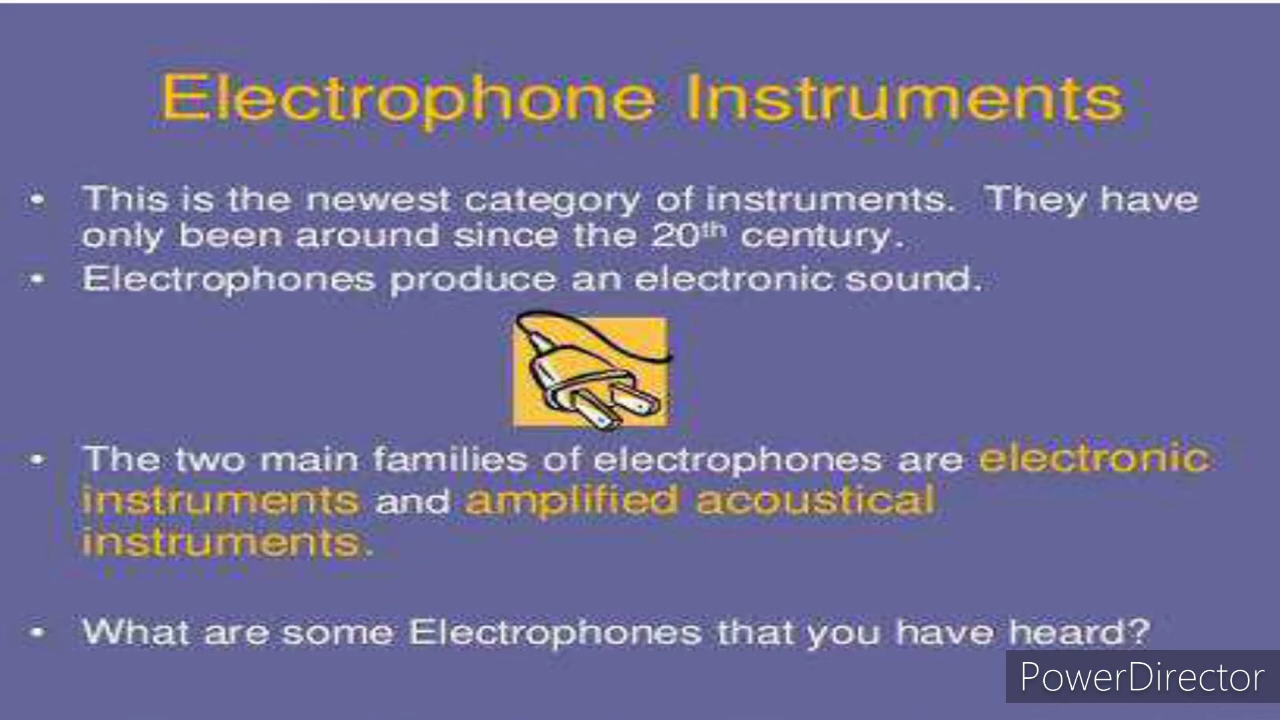 Electrophone Instruments
• This is the newest category of instruments. They have
only been around since the 20th century.
• Electrophones produce an electronic sound.
• The two main families of electrophones are electronic
instruments and amplified acoustical
instruments.
• What are some Electrophones that you have heard?
PowerDirector